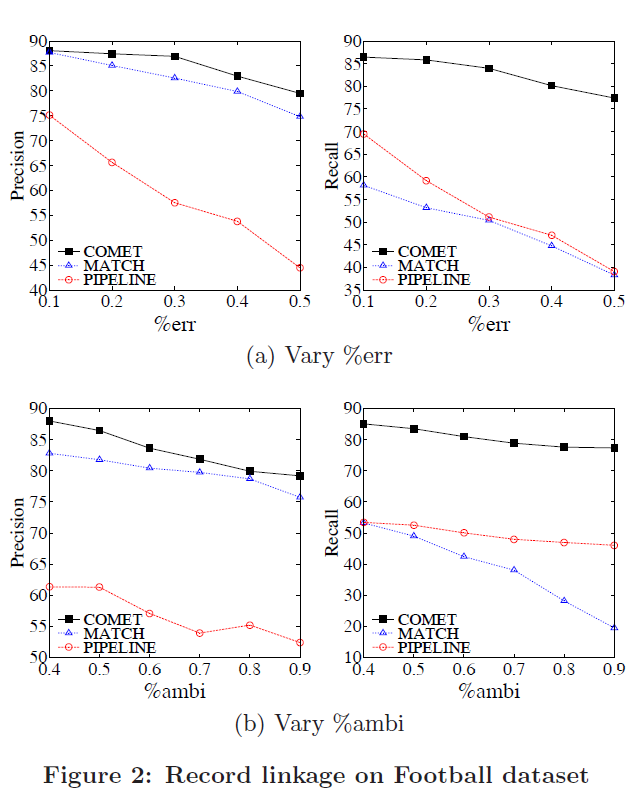 90
85
80
75
70
65
60
55
50
45
40
Precision
COMET
MATCH
PIPELINE
0.1 0.2 0.3 0.4 0.5
%err
90
85
80
75
70
65
60
55
50
45
40
35
Recall
COMET
MATCH
PIPELINE
0.1 0.2 0.3 0.4 0.5
%err
(a) Vary %err
90
85
80
75
70
65
60
55
50
Precision
COMET
MATCH
PIPELINE
0.4 0.5 0.6 0.7 0.8 0.9
%ambi
90
80
70
60
50
40
30
20
10
Recall
COMET
MATCH
PIPELINE
0.4 0.5 0.6 0.7 0.8 0.9
%ambi
(b) Vary %ambi
Figure 2: Record linkage on Football dataset